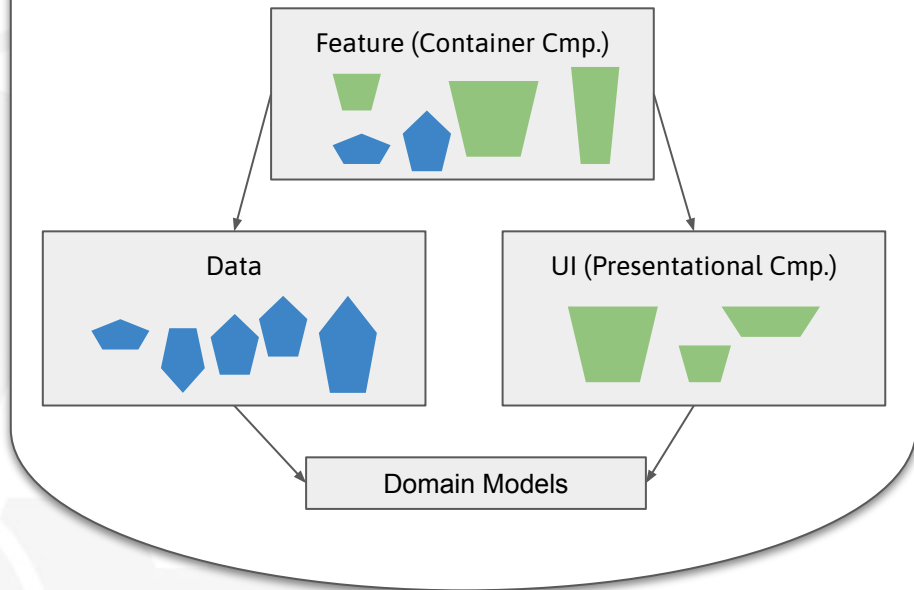 Feature (Container Cmp.)
Data
UI (Presentational Cmp.)
Domain Models